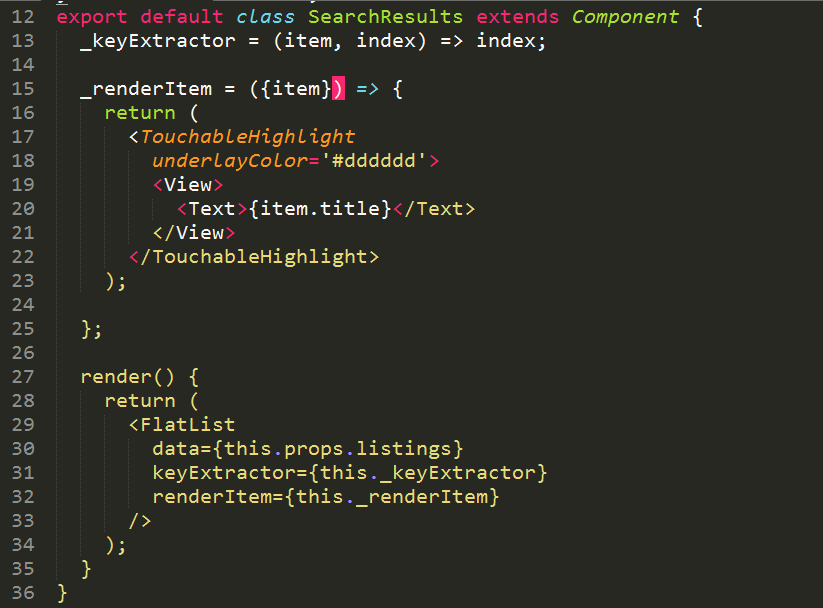 12 export default class SearchResults extends Component {
13   _keyExtractor = (item, index) => index;
14
15   _renderItem = ({item}) => {
16     return (
17       <TouchableHighlight
18         underlayColor='#dddddd'>
19         <View>
20           <Text>{item.title}</Text>
21         </View>
22       </TouchableHighlight>
23     );
24
25   };
26
27   render() {
28     return (
29       <FlatList
30         data={this.props.listings}
31         keyExtractor={this._keyExtractor}
32         renderItem={this._renderItem}
33       />
34     );
35   }
36 }